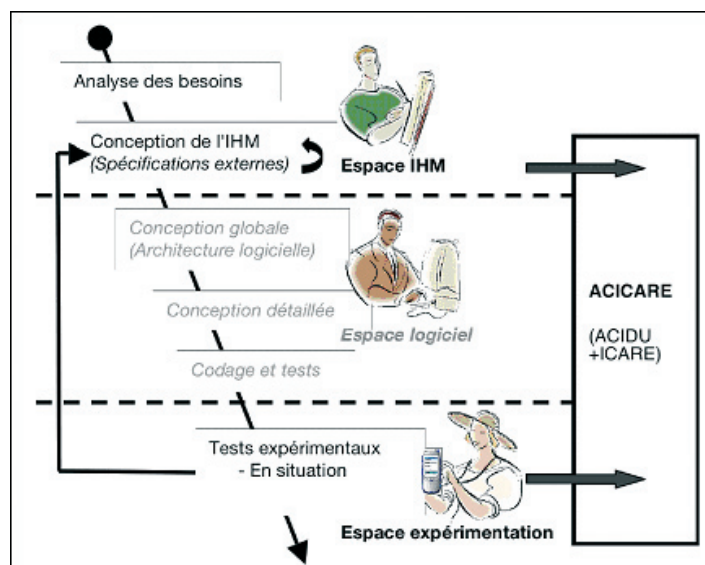 Analyse des besoins
Conception de l'IHM
(Spécifications externes)
Espace IHM
Conception globale
(Architecture logicielle)
Conception détaillée
Espace logiciel
Codage et tests
Tests expérimentaux
- En situation
Espace expérimentation
ACICARE
(ACIDU
+ICARE)